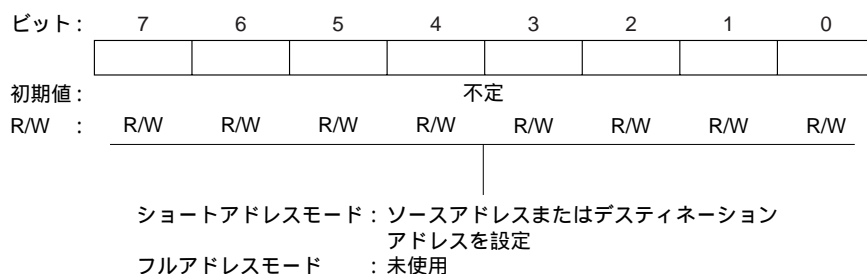 ビット: 7 6 5 4 3 2 1 0
初期値: 不定
R/W : R/W R/W R/W R/W R/W R/W R/W R/W
ショートアドレスモード:ソースアドレスまたはデスティネーション
アドレスを設定
フルアドレスモード :未使用